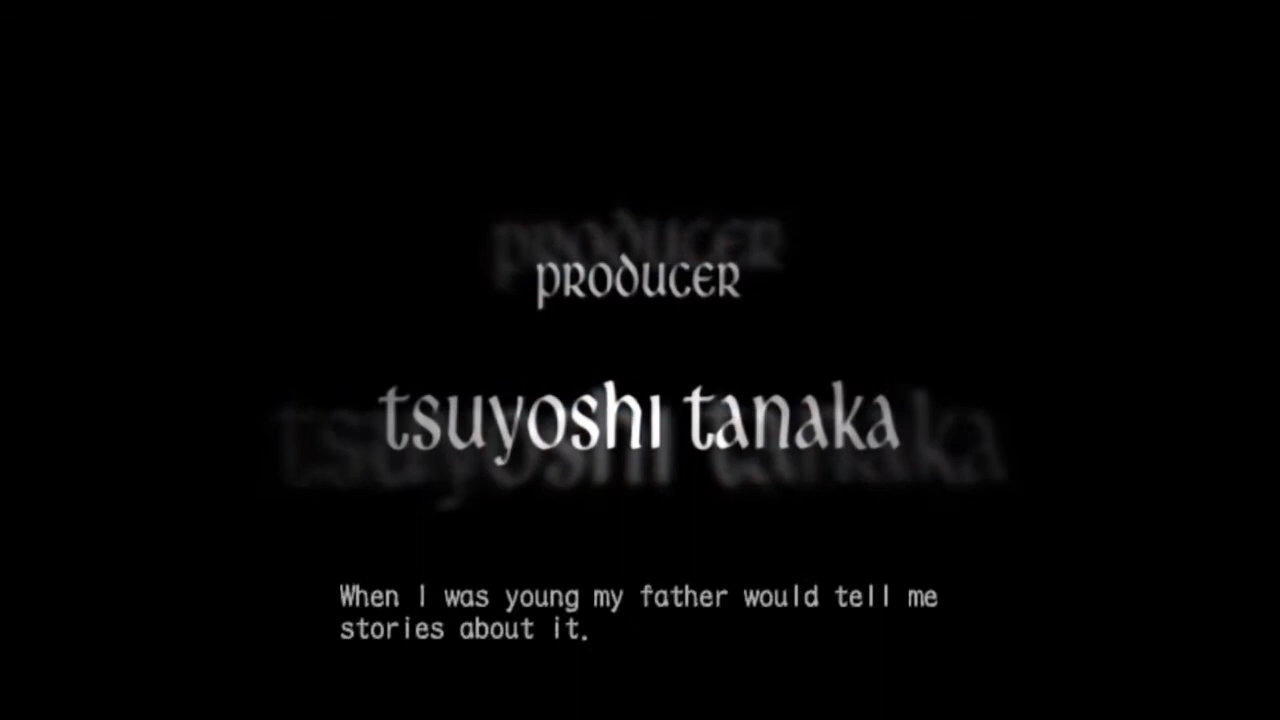 producer
tsuyoshi tanaka
When I was young my father would tell me
stories about it.